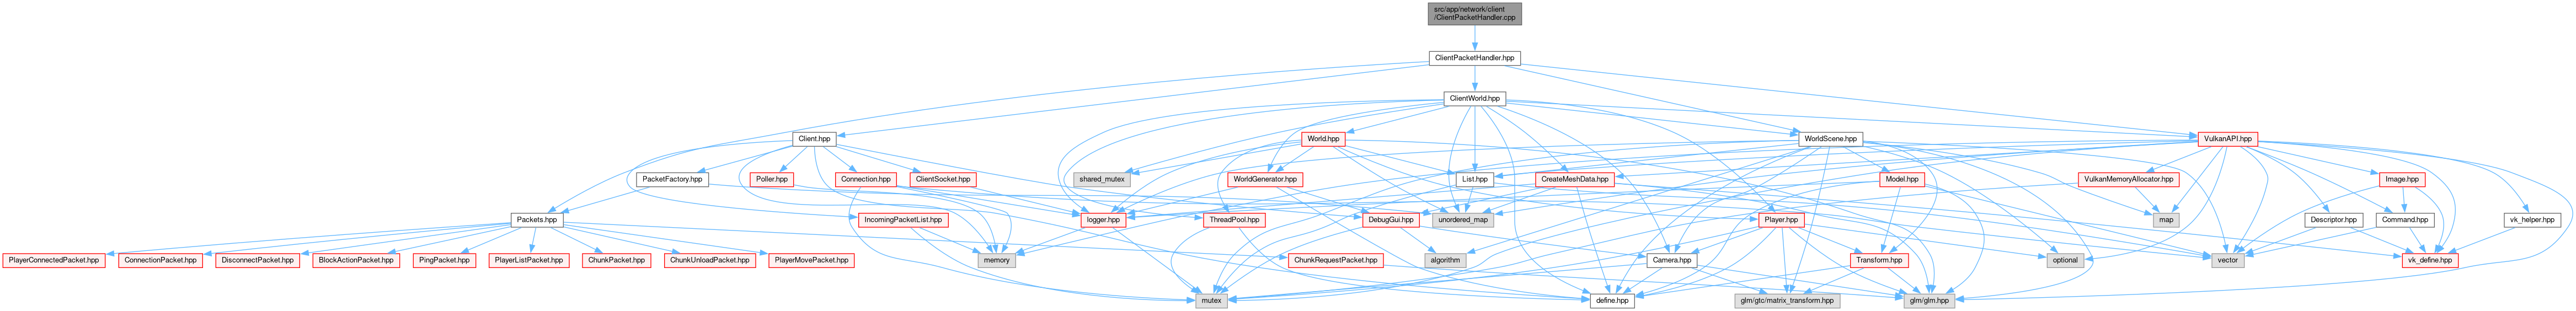 src/app/network/client
/ClientPacketHandler.cpp
ClientPacketHandler.hpp
ClientWorld.hpp
Client.hpp
World.hpp
WorldScene.hpp
VulkanAPI.hpp
PacketFactory.hpp
Poller.hpp
Connection.hpp
ClientSocket.hpp
shared_mutex
WorldGenerator.hpp
List.hpp
CreateMeshData.hpp
Model.hpp
VulkanMemoryAllocator.hpp
Image.hpp
Packets.hpp
IncomingPacketList.hpp
logger.hpp
ThreadPool.hpp
DebugGui.hpp
unordered_map
Player.hpp
map
Descriptor.hpp
Command.hpp
vk_helper.hpp
PlayerConnectedPacket.hpp
ConnectionPacket.hpp
DisconnectPacket.hpp
BlockActionPacket.hpp
PingPacket.hpp
PlayerListPacket.hpp
ChunkPacket.hpp
ChunkUnloadPacket.hpp
PlayerMovePacket.hpp
memory
ChunkRequestPacket.hpp
algorithm
Camera.hpp
Transform.hpp
optional
vector
vk_define.hpp
mutex
define.hpp
glm/gtc/matrix_transform.hpp
glm/glm.hpp